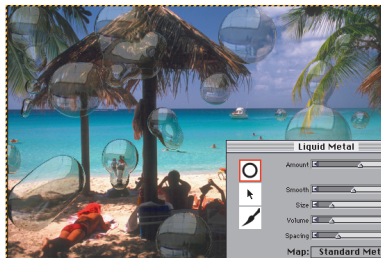 Liquid Metal
Amount
Smooth
Size
Volume
Spacing
Map: Standard Met